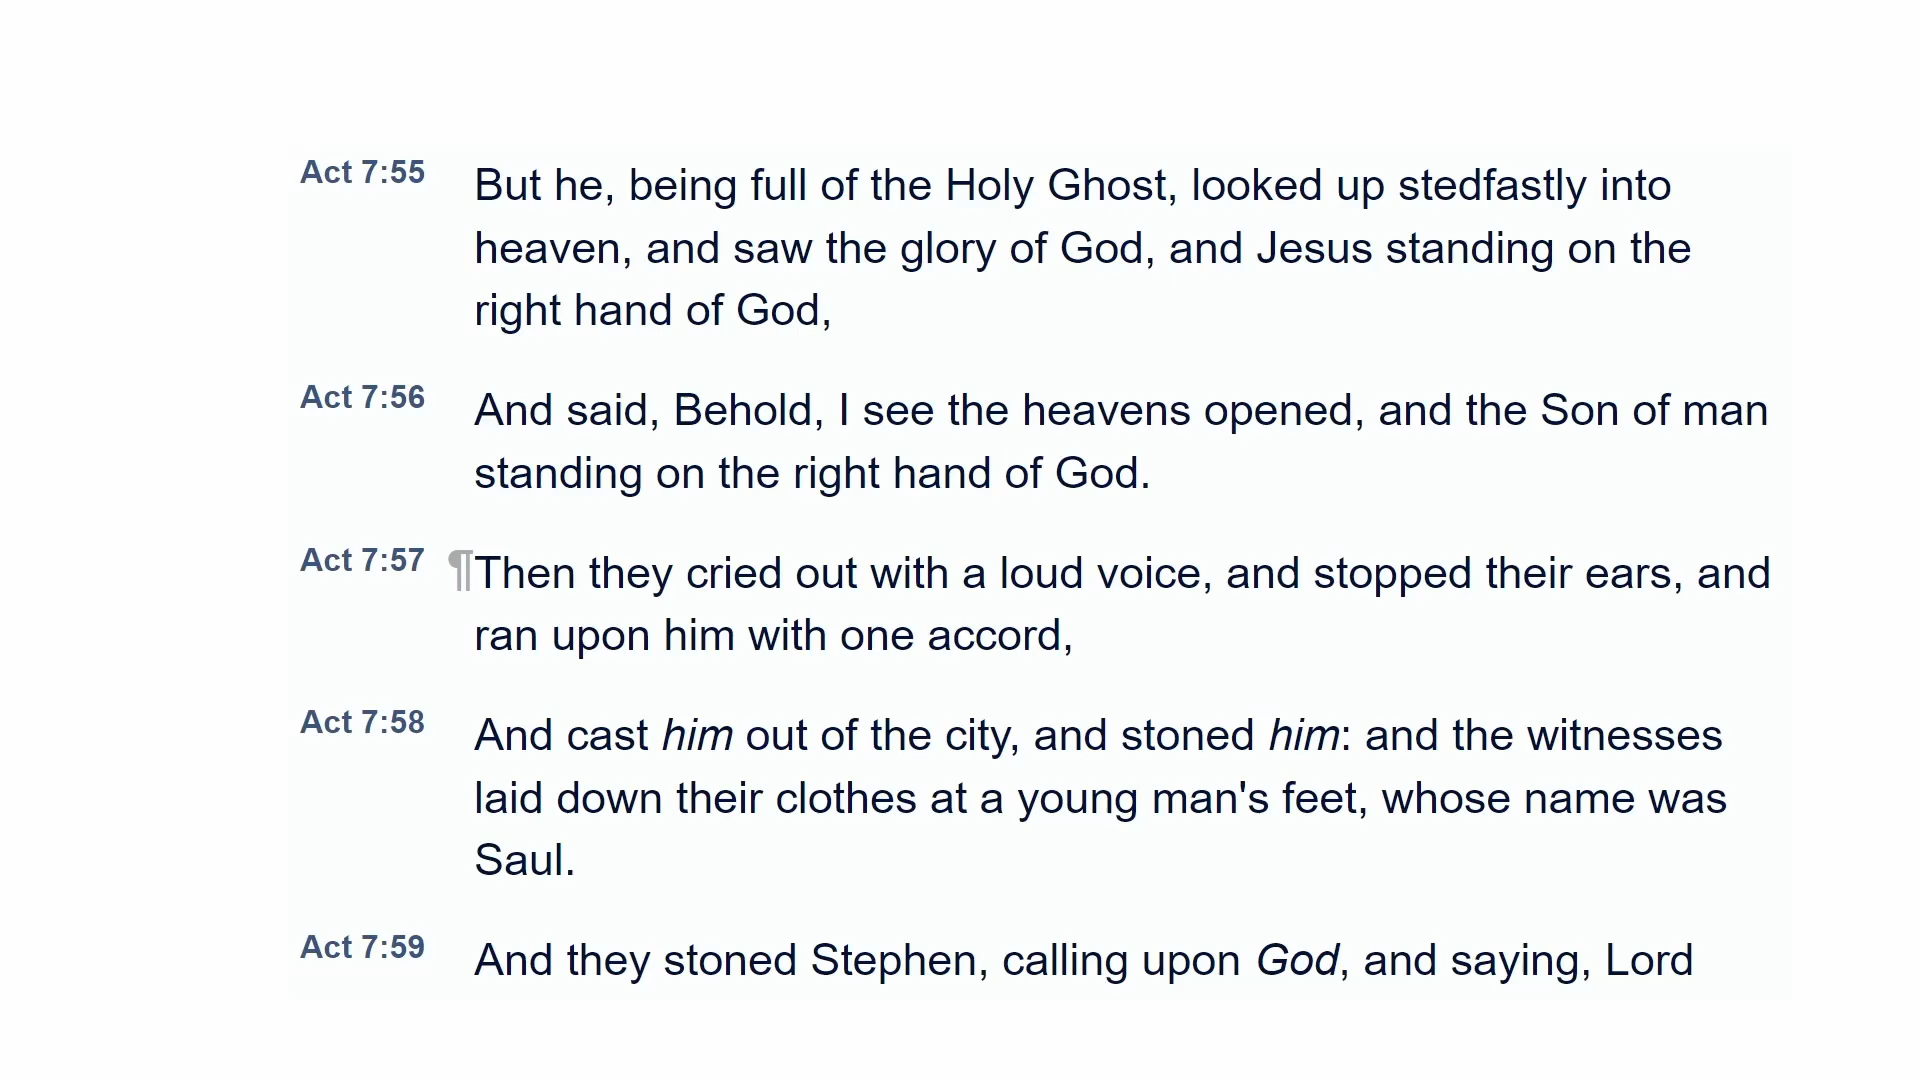 Act 7:55 But he, being full of the Holy Ghost, looked up stedfastly into
heaven, and saw the glory of God, and Jesus standing on the
right hand of God,
Act 7:56 And said, Behold, I see the heavens opened, and the Son of man
standing on the right hand of God.
Act 7:57 ¶Then they cried out with a loud voice, and stopped their ears, and
ran upon him with one accord,
Act 7:58 And cast him out of the city, and stoned him: and the witnesses
laid down their clothes at a young man's feet, whose name was
Saul.
Act 7:59 And they stoned Stephen, calling upon God, and saying, Lord